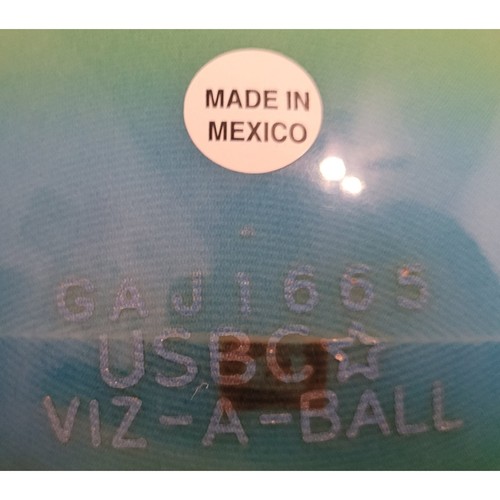 MADE IN
MEXICO
GAJ1665
USBC☆
VIZ-A-BALL